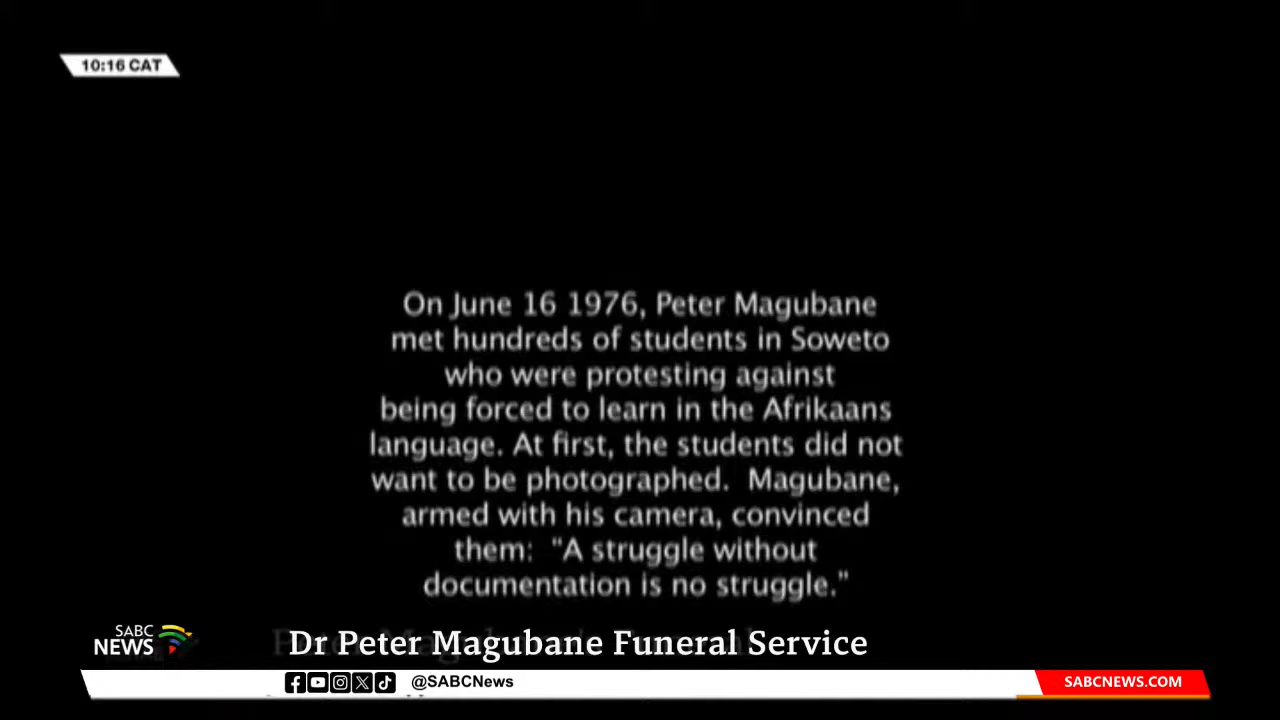 10:16 CAT
On June 16 1976, Peter Magubane
met hundreds of students in Soweto
who were protesting against
being forced to learn in the Afrikaans
language. At first, the students did not
want to be photographed.  Magubane,
armed with his camera, convinced
them:  "A struggle without
documentation is no struggle."
SABC
NEWS
Dr Peter Magubane Funeral Service
@SABCNews
SABCNEWS.COM